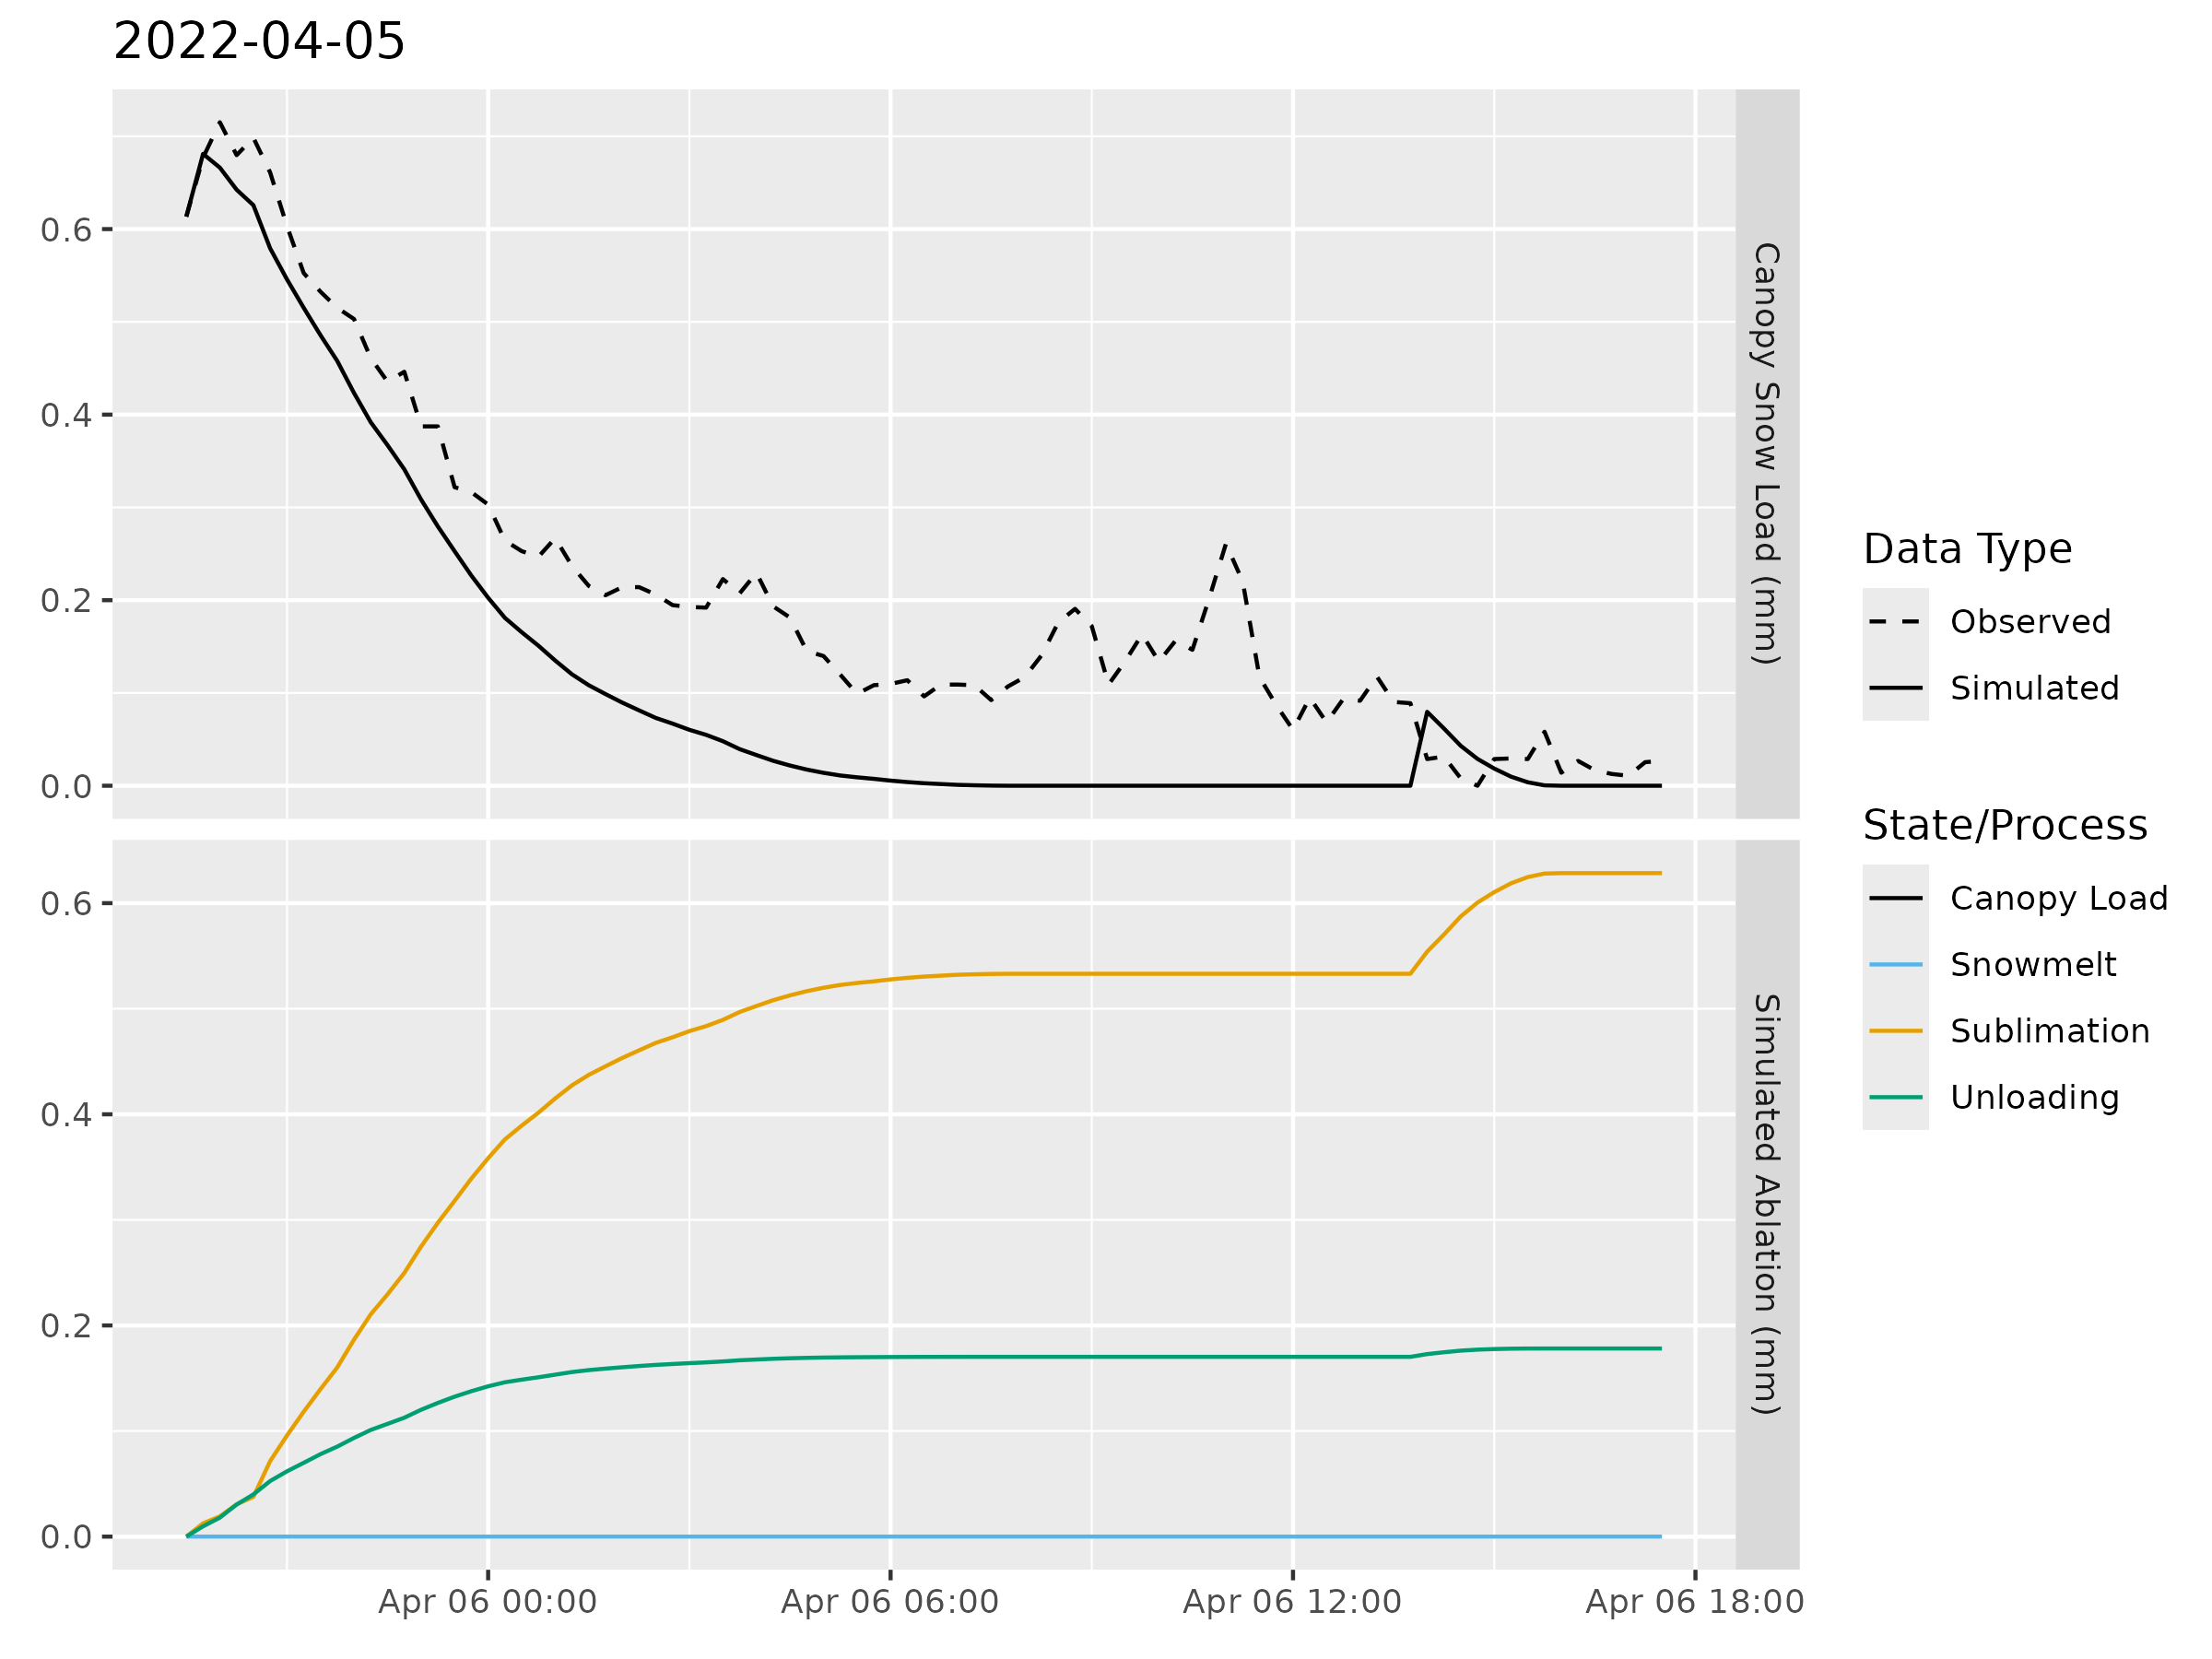 2022-04-05
0.6
0.4
0.2
0.0
Canopy Snow Load (mm)
0.6
0.4
0.2
0.0
Simulated Ablation (mm)
Apr 06 00:00
Apr 06 06:00
Apr 06 12:00
Apr 06 18:00
Data Type
Observed
Simulated
State/Process
Canopy Load
Snowmelt
Sublimation
Unloading